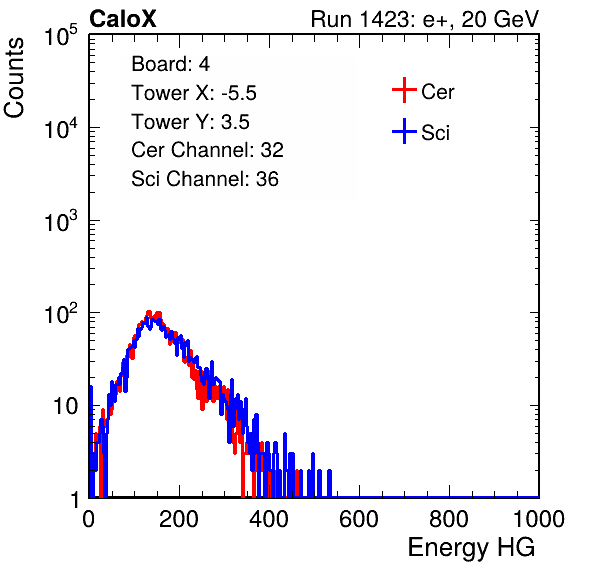 CaloX Run 1423: e+, 20 GeV
Counts
Board: 4
Tower X: -5.5
Tower Y: 3.5
Cer Channel: 32
Sci Channel: 36
Cer
Sci
10^5
10^4
10^3
10^2
10
1
0 200 400 600 800 1000
Energy HG